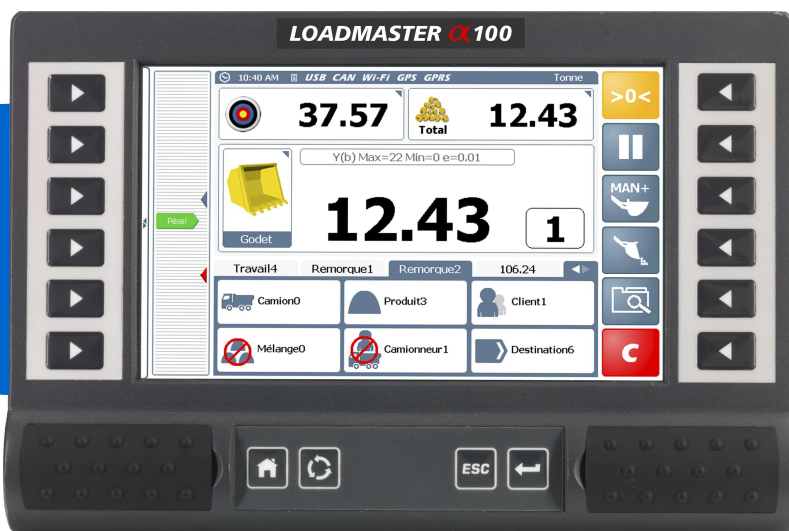 LOADMASTER α100
10:40 AM USB CAN Wi-Fi GPS GPRS Tonne
37.57
Total 12.43
>0<
Y(b) Max=22 Min=0 e=0.01
MAN+
Pèse!
Godet
12.43
1
Travail4 Remorque1 Remorque2 106.24
Camion0 Produit3 Client1
Mélange0 Camionneur1 Destination6
C
ESC